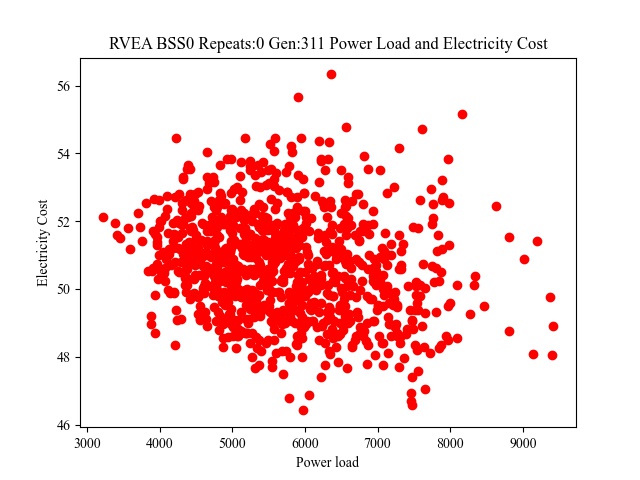 RVEA BSS0 Repeats:0 Gen:311 Power Load and Electricity Cost
56
54
52
50
48
46
Electricity Cost
3000 4000 5000 6000 7000 8000 9000
Power load